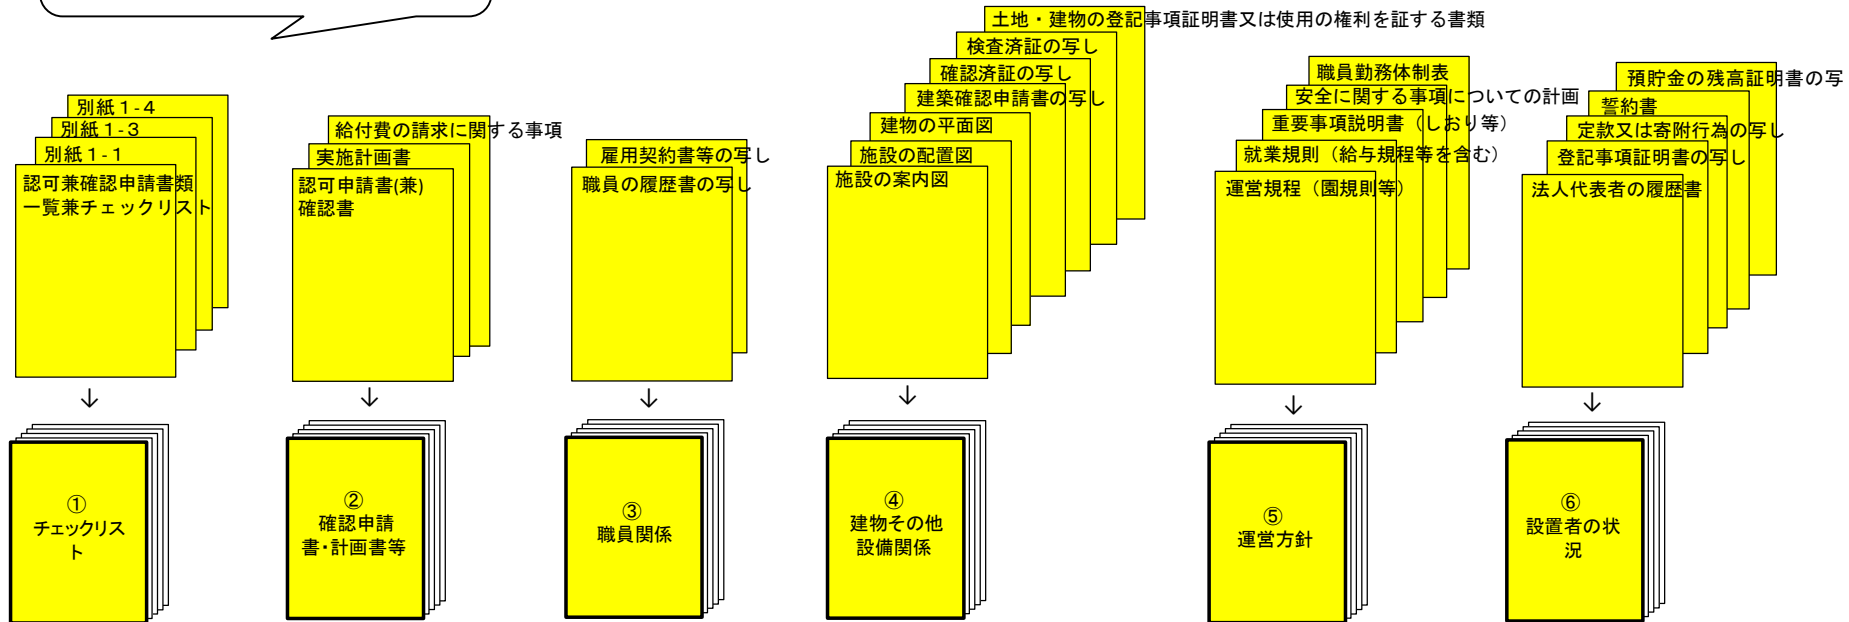 別紙1-4
別紙1-3
別紙1-1
認可兼確認申請書類
一覧兼チェックリスト
給付費の請求に関する事項
実施計画書
認可申請書(兼)
確認書
雇用契約書等の写し
職員の履歴書の写し
土地・建物の登記事項証明書又は使用の権利を証する書類
検査済証の写し
確認済証の写し
建築確認申請書の写し
建物の平面図
施設の配置図
施設の案内図
職員勤務体制表
安全に関する事項についての計画
重要事項説明書（しおり等）
就業規則（給与規程等を含む）
運営規程（園規則等）
預貯金の残高証明書の写
誓約書
定款又は寄附行為の写し
登記事項証明書の写し
法人代表者の履歴書
↓
↓
↓
↓
↓
↓
①
チェックリス
ト
②
確認申請
書・計画書等
③
職員関係
④
建物その他
設備関係
⑤
運営方針
⑥
設置者の状
況